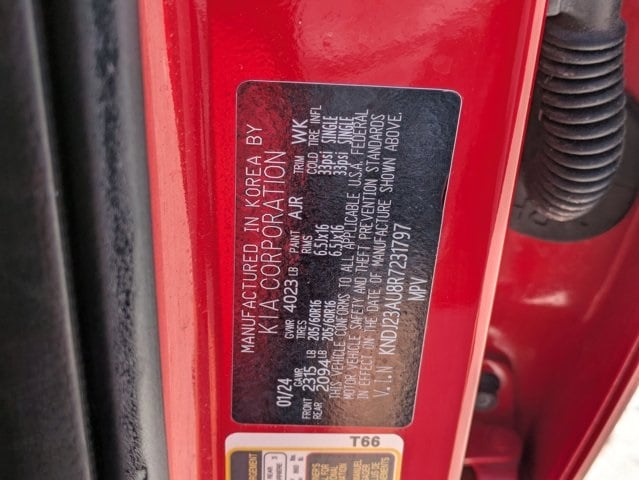 MANUFACTURED IN KOREA BY
KIA CORPORATION
01/24 GVWR 4023 LB PAINT AJR TRIM WK
GAWR TIRES RIMS COLD TIRE INFL
FRONT 2315 LB 205/60R16 6.5Jx16 33psi SINGLE
REAR 2094 LB 205/60R16 6.5Jx16 33psi SINGLE
THIS VEHICLE CONFORMS TO ALL APPLICABLE U.S.A. FEDERAL
MOTOR VEHICLE SAFETY AND THEFT PREVENTION STANDARDS
IN EFFECT ON THE DATE OF MANUFACTURE SHOWN ABOVE.
V.I.N KNDJ23AU8R7231797
MPV
T66